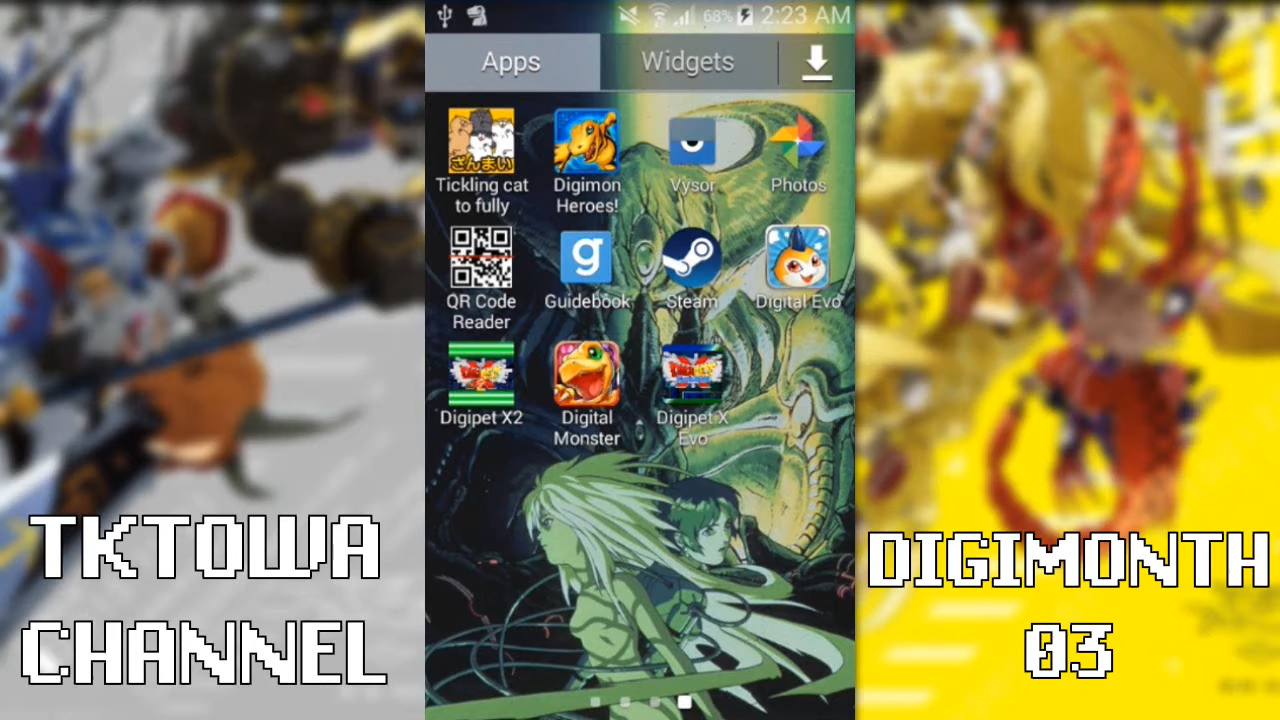 68% 2:23 AM
Apps Widgets
ざんまい
Tickling cat to fully
Digimon Heroes!
Vysor
Photos
QR Code Reader
g
Guidebook
Steam
Digital Evo
Digipet X2
Digital Monster
Digipet X Evo
TKTOWA
CHANNEL
DIGIMONTH
03